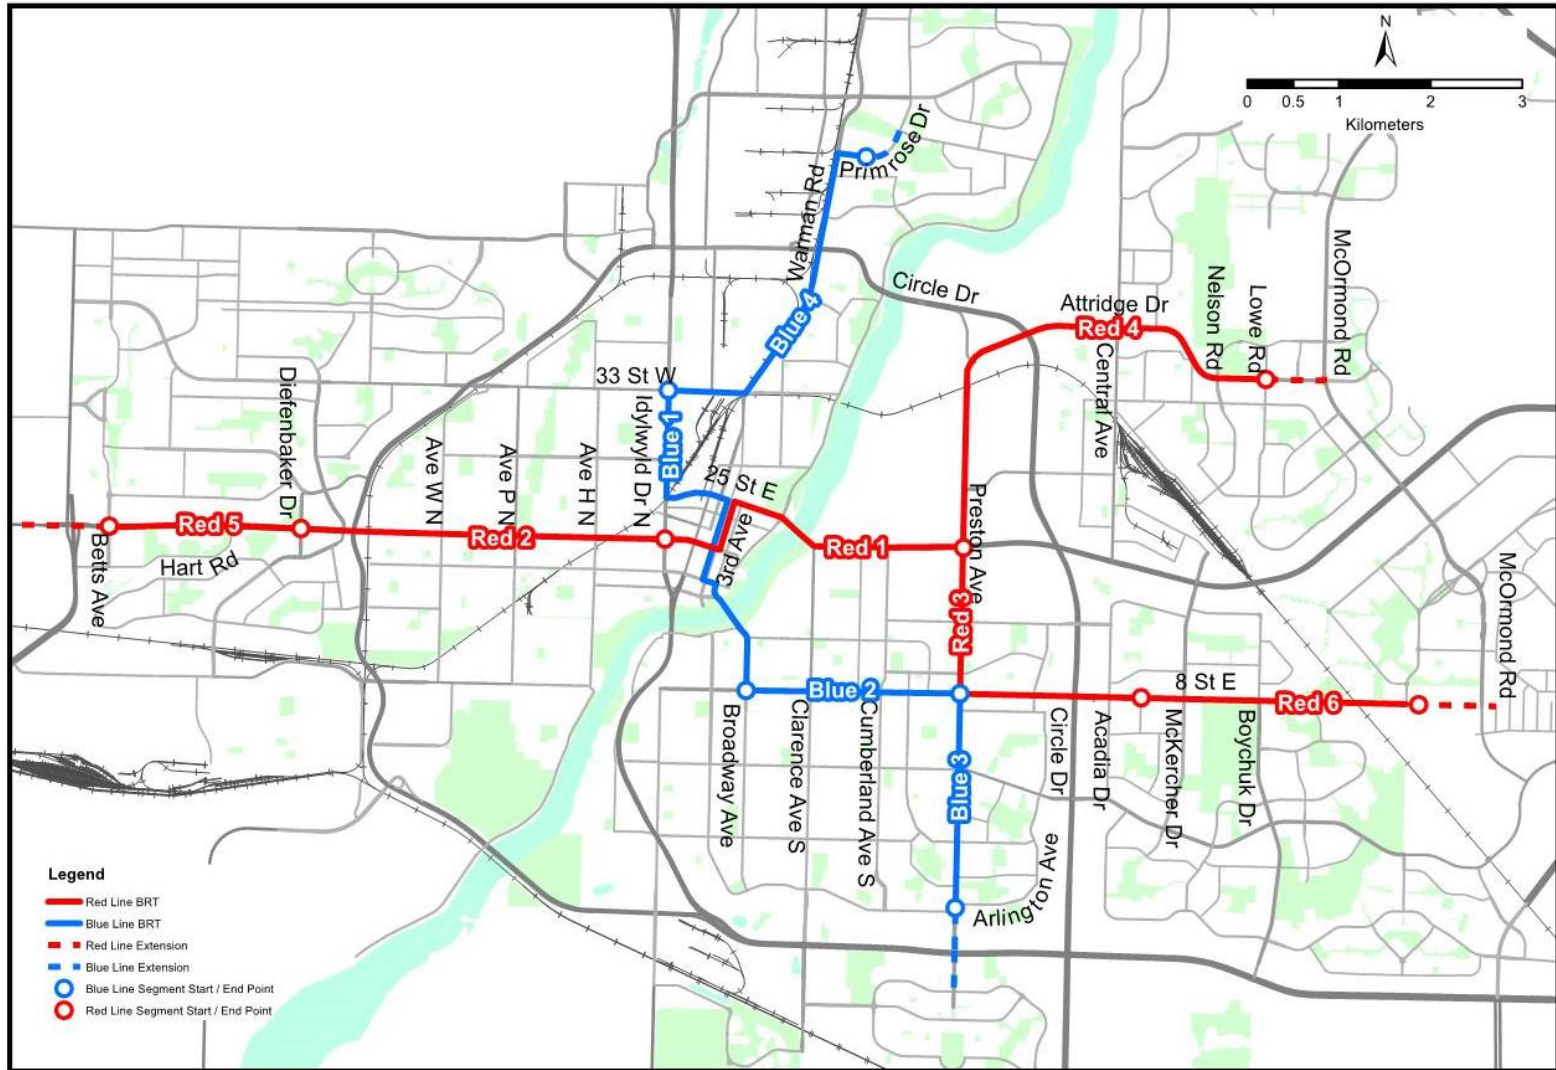 N
0 0.5 1 2 3
Kilometers
Primrose Dr
Warman Rd
Circle Dr
Attridge Dr
Nelson Rd
Lowe Rd
McOrmond Rd
Blue 4
Red 4
Central Ave
33 St W
Diefenbaker Dr
Idylwyld Dr N
Blue 1
Ave W N
Ave P N
Ave H N
25 St E
Preston Ave
Red 5
Red 2
Red 1
Betts Ave
Hart Rd
3rd Ave
Red 3
McOrmond Rd
8 St E
Blue 2
Red 6
Broadway Ave
Clarence Ave S
Cumberland Ave S
Circle Dr
Acadia Dr
McKercher Dr
Boychuk Dr
Blue 3
Arlington Ave
Legend
Red Line BRT
Blue Line BRT
Red Line Extension
Blue Line Extension
Blue Line Segment Start / End Point
Red Line Segment Start / End Point